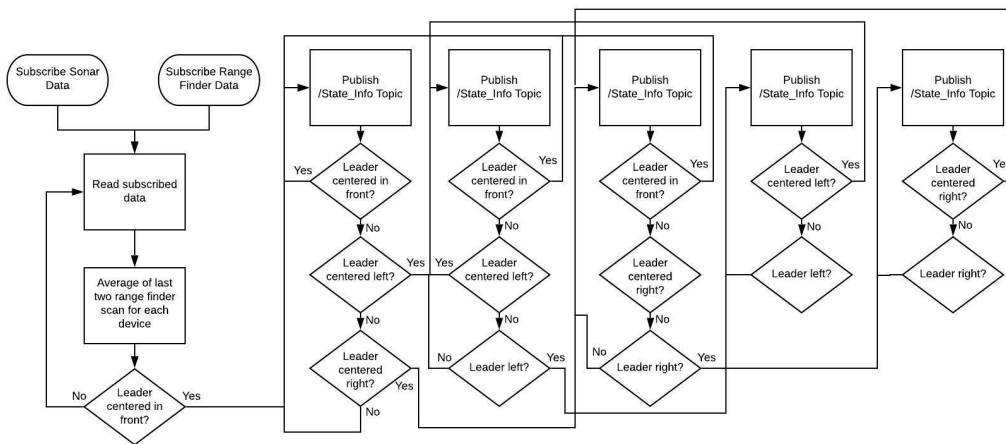 Subscribe Sonar
Data
Subscribe Range
Finder Data
Read subscribed
data
Average of last
two range finder
scan for each
device
Leader
centered in
front?
No
Yes
Publish
/State_Info Topic
Leader
centered in
front?
Yes
No
Leader
centered left?
Yes
No
Leader
centered
right?
Yes
No
Publish
/State_Info Topic
Leader
centered in
front?
Yes
No
Leader
centered left?
Yes
No
Leader left?
No
Yes
Publish
/State_Info Topic
Leader
centered in
front?
Yes
No
Leader
centered
right?
No
Leader right?
No
Yes
Publish
/State_Info Topic
Leader
centered left?
Yes
No
Leader left?
Publish
/State_Info Topic
Leader
centered
right?
Yes
No
Leader right?